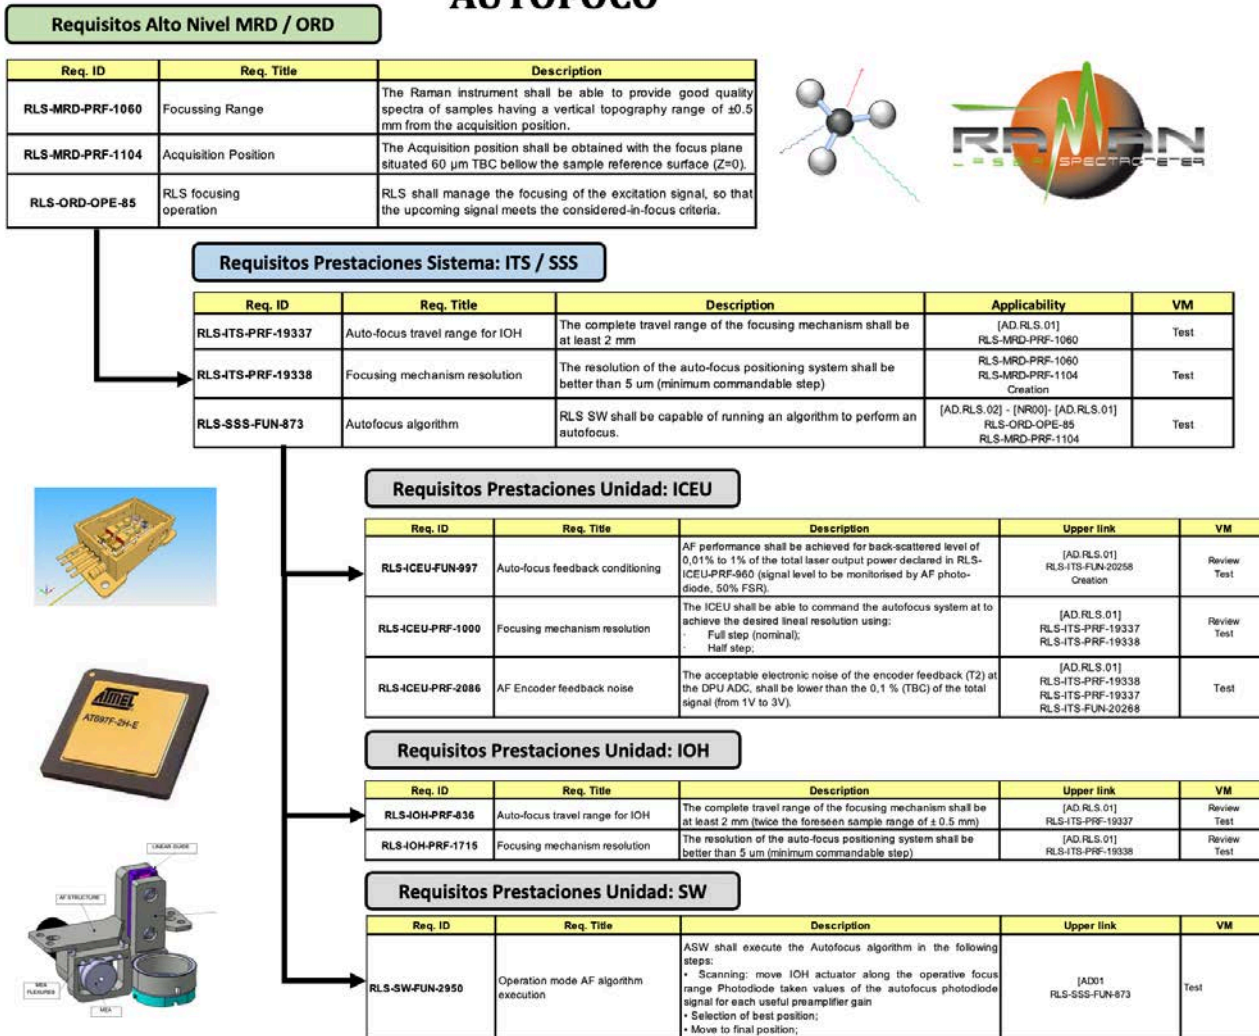 AUTOFOCO
Requisitos Alto Nivel MRD / ORD
Req. ID Req. Title Description
RLS-MRD-PRF-1060 Focussing Range The Raman instrument shall be able to provide good quality
spectra of samples having a vertical topography range of ±0.5
mm from the acquisition position.
RLS-MRD-PRF-1104 Acquisition Position The Acquisition position shall be obtained with the focus plane
situated 60 µm TBC bellow the sample reference surface (Z=0).
RLS-ORD-OPE-85 RLS focusing
operation
RLS shall manage the focusing of the excitation signal, so that
the upcoming signal meets the considered-in-focus criteria.
RAMAN
LASER SPECTROMETER
Requisitos Prestaciones Sistema: ITS / SSS
Req. ID Req. Title Description Applicability VM
RLS-ITS-PRF-19337 Auto-focus travel range for IOH The complete travel range of the focusing mechanism shall be
at least 2 mm
[AD.RLS.01]
RLS-MRD-PRF-1060
Test
RLS-ITS-PRF-19338 Focusing mechanism resolution The resolution of the auto-focus positioning system shall be
better than 5 um (minimum commandable step)
RLS-MRD-PRF-1060
RLS-MRD-PRF-1104
Creation
Test
RLS-SSS-FUN-873 Autofocus algorithm RLS SW shall be capable of running an algorithm to perform an
autofocus.
[AD.RLS.02] - [NR00]- [AD.RLS.01]
RLS-ORD-OPE-85
RLS-MRD-PRF-1104
Test
Requisitos Prestaciones Unidad: ICEU
Req. ID Req. Title Description Upper link VM
RLS-ICEU-FUN-997 Auto-focus feedback conditioning
AF performance shall be achieved for back-scattered level of
0,01% to 1% of the total laser output power declared in RLS-
ICEU-PRF-960 (signal level to be monitorised by AF photo-
diode, 50% FSR).
[AD.RLS.01]
RLS-ITS-FUN-20258
Creation
Review
Test
RLS-ICEU-PRF-1000 Focusing mechanism resolution
The ICEU shall be able to command the autofocus system at to
achieve the desired lineal resolution using:
· Full step (nominal);
· Half step;
[AD.RLS.01]
RLS-ITS-PRF-19337
RLS-ITS-PRF-19338
Review
Test
RLS-ICEU-PRF-2086 AF Encoder feedback noise
The acceptable electronic noise of the encoder feedback (T2) at
the DPU ADC, shall be lower than the 0,1 % (TBC) of the total
signal (from 1V to 3V).
[AD.RLS.01]
RLS-ITS-PRF-19338
RLS-ITS-PRF-19337
RLS-ITS-FUN-20268
Test
ATMEL
AT697F-2H-E
Requisitos Prestaciones Unidad: IOH
Req. ID Req. Title Description Upper link VM
RLS-IOH-PRF-836 Auto-focus travel range for IOH The complete travel range of the focusing mechanism shall be
at least 2 mm (twice the foreseen sample range of ± 0.5 mm)
[AD.RLS.01]
RLS-ITS-PRF-19337
Review
Test
RLS-IOH-PRF-1715 Focusing mechanism resolution The resolution of the auto-focus positioning system shall be
better than 5 um (minimum commandable step)
[AD.RLS.01]
RLS-ITS-PRF-19338
Review
Test
LINEAR GUIDE
AF STRUCTURE
MEA
FLEXURES
MEA
Requisitos Prestaciones Unidad: SW
Req. ID Req. Title Description Upper link VM
RLS-SW-FUN-2950 Operation mode AF algorithm
execution
ASW shall execute the Autofocus algorithm in the following
steps:
• Scanning: move IOH actuator along the operative focus
range Photodiode taken values of the autofocus photodiode
signal for each useful preamplifier gain
• Selection of best position;
• Move to final position;
[AD01
RLS-SSS-FUN-873
Test